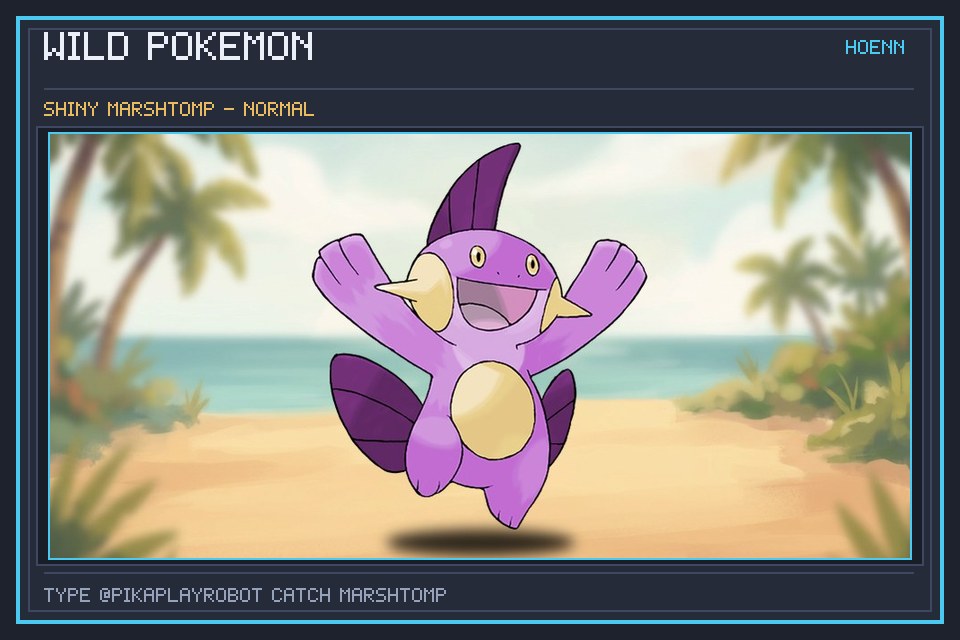 WILD POKEMON
HOENN
SHINY MARSHTOMP - NORMAL
TYPE @PIKAPLAYROBOT CATCH MARSHTOMP